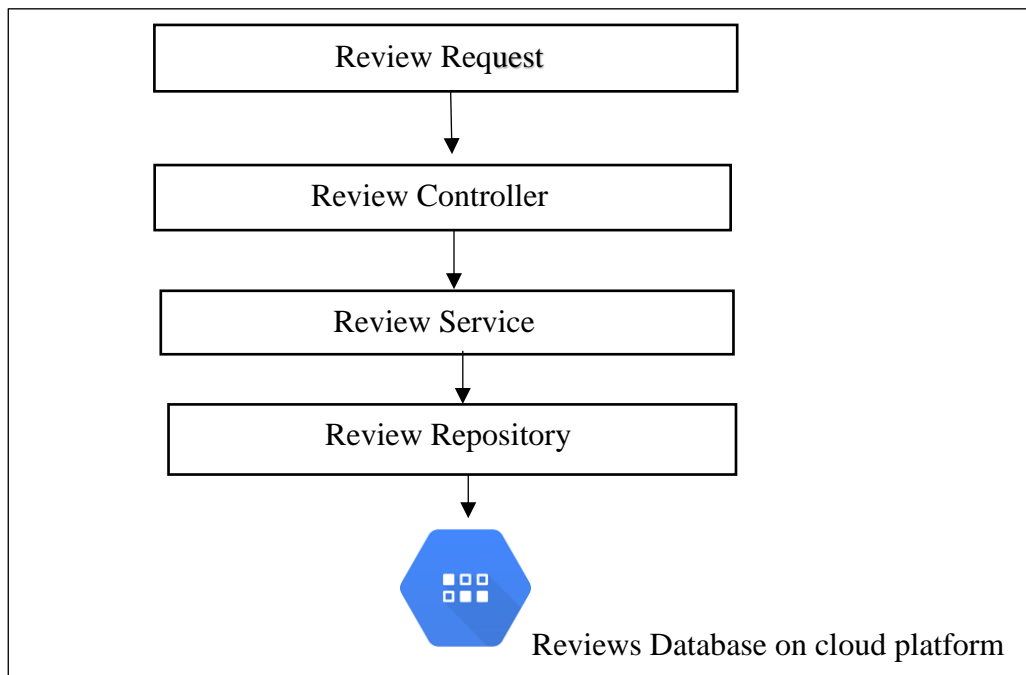 Review Request
Review Controller
Review Service
Review Repository
Reviews Database on cloud platform